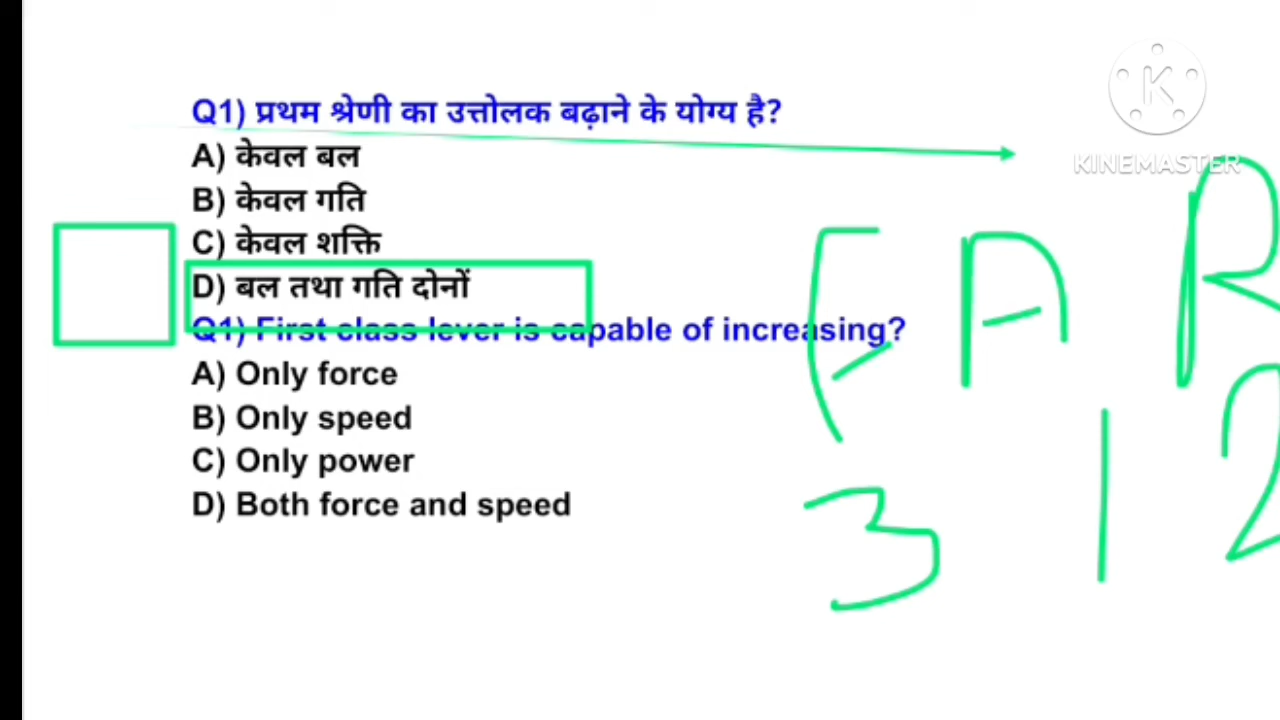 Q1) प्रथम श्रेणी का उत्तोलक बढ़ाने के योग्य है?
A) केवल बल
B) केवल गति
C) केवल शक्ति
D) बल तथा गति दोनों
Q1) First class lever is capable of increasing?
A) Only force
B) Only speed
C) Only power
D) Both force and speed
KINEMASTER
F A R
3 1 2